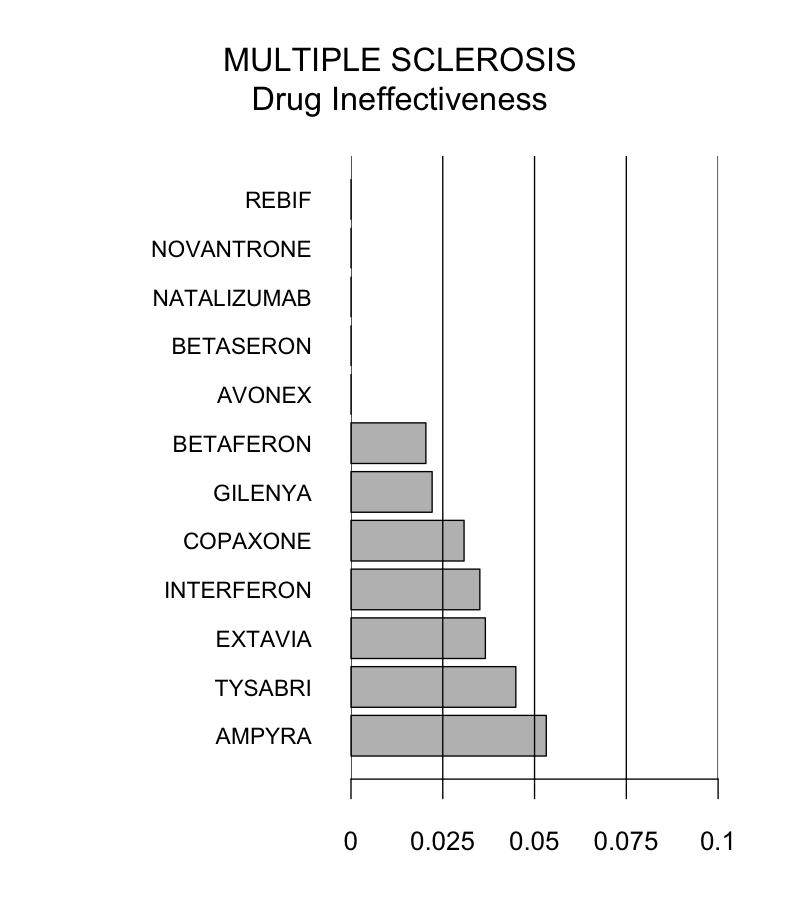 MULTIPLE SCLEROSIS
Drug Ineffectiveness
REBIF
NOVANTRONE
NATALIZUMAB
BETASERON
AVONEX
BETAFERON
GILENYA
COPAXONE
INTERFERON
EXTAVIA
TYSABRI
AMPYRA
0 0.025 0.05 0.075 0.1